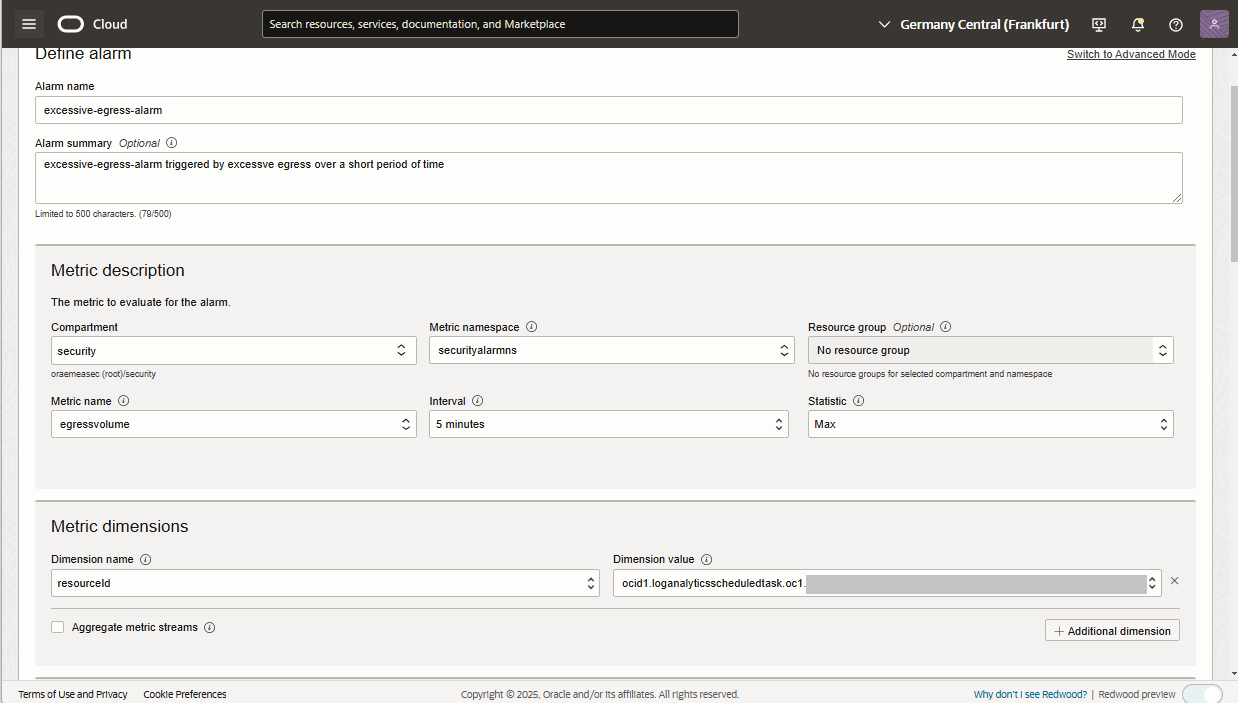 Cloud
Search resources, services, documentation, and Marketplace
Germany Central (Frankfurt)
Define alarm
Switch to Advanced Mode
Alarm name
excessive-egress-alarm
Alarm summary Optional
excessive-egress-alarm triggered by excessve egress over a short period of time
Limited to 500 characters. (79/500)
Metric description
The metric to evaluate for the alarm.
Compartment
Metric namespace
Resource group Optional
security
securityalarmns
No resource group
oraemeasec (root)/security
No resource groups for selected compartment and namespace
Metric name
Interval
Statistic
egressvolume
5 minutes
Max
Metric dimensions
Dimension name
Dimension value
resourceId
ocid1.loganalyticsscheduledtask.oc1.
Aggregate metric streams
+ Additional dimension
Terms of Use and Privacy
Cookie Preferences
Copyright © 2025, Oracle and/or its affiliates. All rights reserved.
Why don't I see Redwood? | Redwood preview